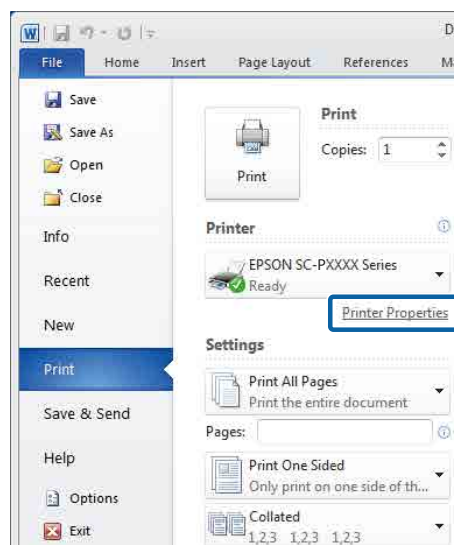 W
D
File Home Insert Page Layout References M
Save
Save As
Open
Close
Info
Recent
New
Print
Save & Send
Help
Options
Exit
Print
Print
Copies: 1
Printer
EPSON SC-PXXXX Series
Ready
Printer Properties
Settings
Print All Pages
Print the entire document
Pages:
Print One Sided
Only print on one side of th...
Collated
1,2,3 1,2,3 1,2,3